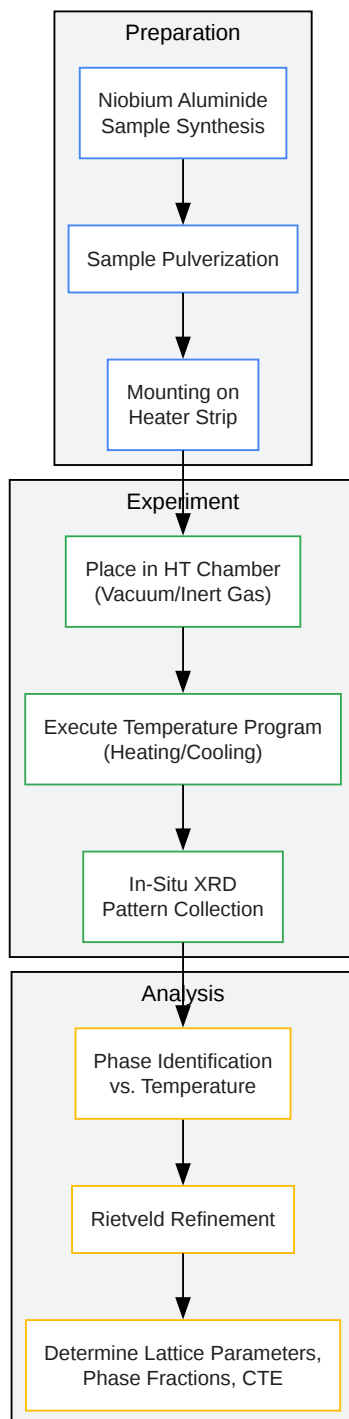 Preparation
Niobium Aluminide
Sample Synthesis
Sample Pulverization
Mounting on
Heater Strip
Experiment
Place in HT Chamber
(Vacuum/Inert Gas)
Execute Temperature Program
(Heating/Cooling)
In-Situ XRD
Pattern Collection
Analysis
Phase Identification
vs. Temperature
Rietveld Refinement
Determine Lattice Parameters,
Phase Fractions, CTE